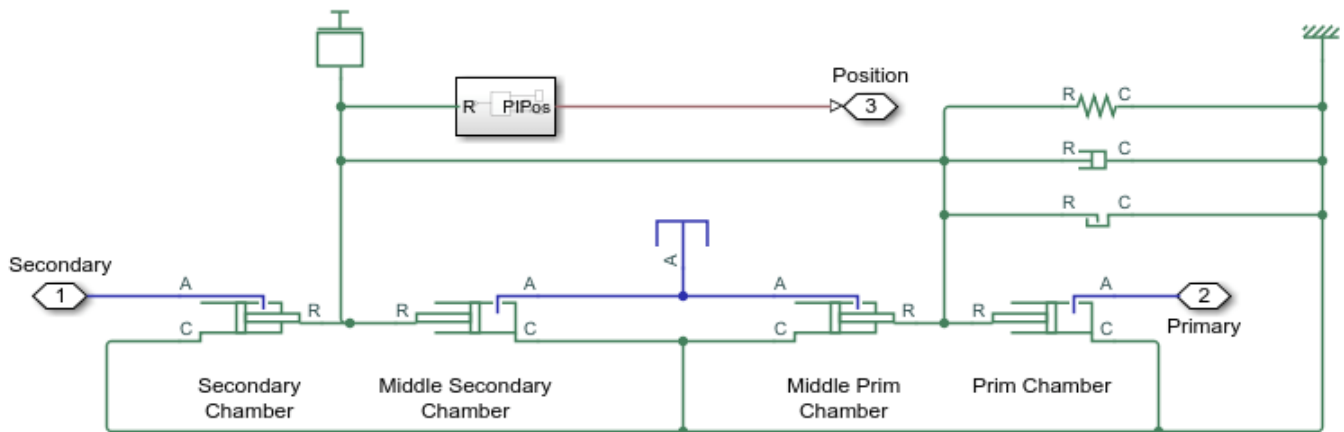 Position
R
PIPos
3
R
C
R
C
R
C
A
Secondary
1
A
R
C
R
A
C
A
R
C
R
A
C
2
Primary
Secondary
Chamber
Middle Secondary
Chamber
Middle Prim
Chamber
Prim Chamber